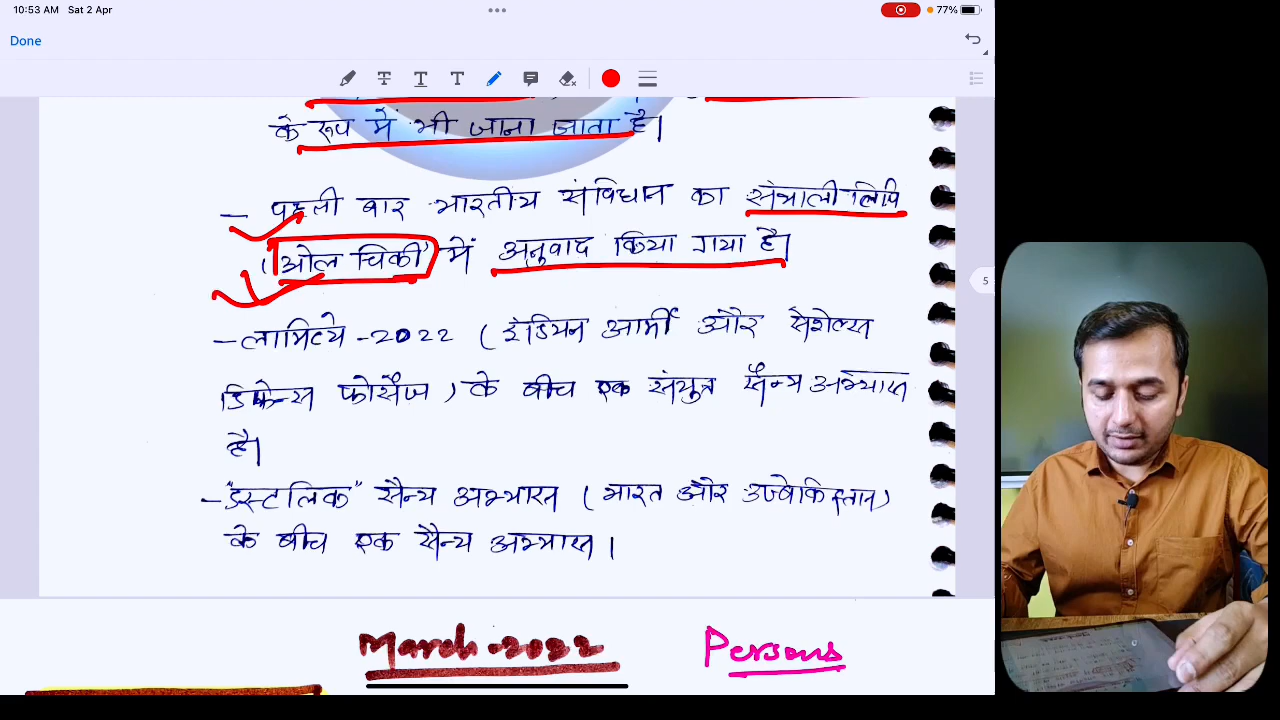 10:53 AM Sat 2 Apr
77%
Done
के रूप में भी जाना जाता है।
- पहली बार भारतीय संविधान का संथाली लिपि
('ओल चिकी' में अनुवाद किया गया है।
- लामिट्ये -2022 (इंडियन आर्मी और सेशेल्स
5
डिफेन्स फोर्सेज) के बीच एक संयुक्त सैन्य अभ्यास
है।
- "डस्टलिक" सैन्य अभ्यास (भारत और उज्बेकिस्तान)
के बीच एक सैन्य अभ्यास।
March-2022 Persons